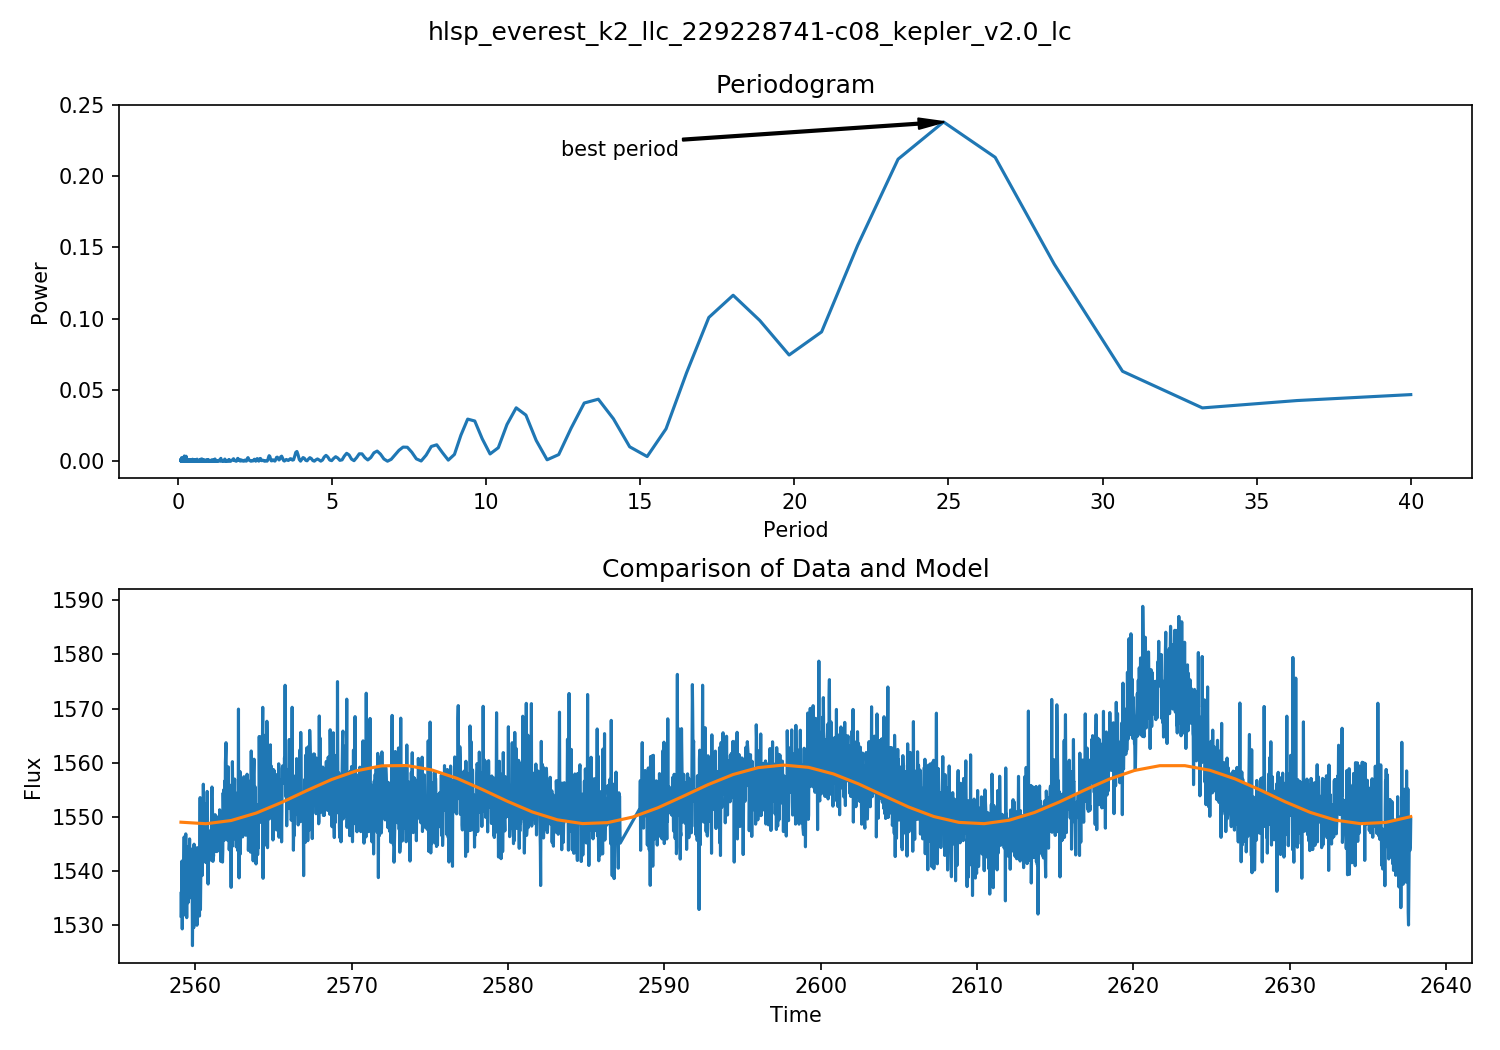 hlsp_everest_k2_llc_229228741-c08_kepler_v2.0_lc
Periodogram
0.25
0.20
0.15
0.10
0.05
0.00
Power
best period
0 5 10 15 20 25 30 35 40
Period
Comparison of Data and Model
1590
1580
1570
1560
1550
1540
1530
Flux
2560 2570 2580 2590 2600 2610 2620 2630 2640
Time